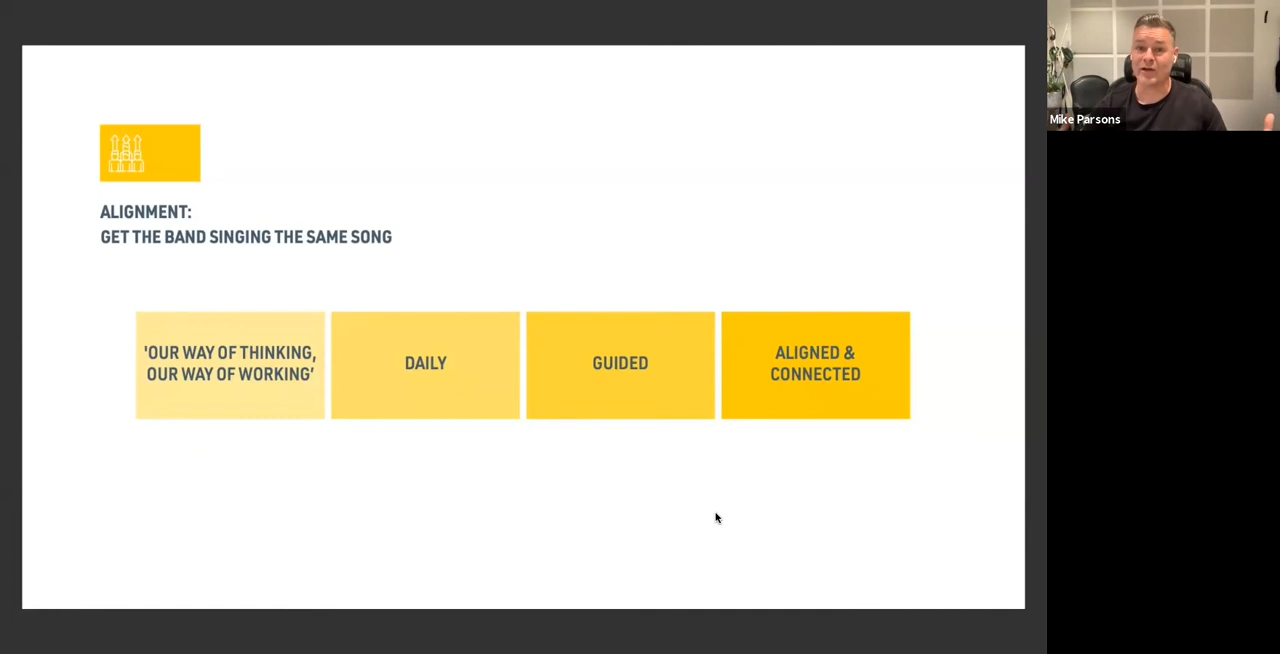 ALIGNMENT:
GET THE BAND SINGING THE SAME SONG
'OUR WAY OF THINKING,
OUR WAY OF WORKING'
DAILY
GUIDED
ALIGNED &
CONNECTED
Mike Parsons